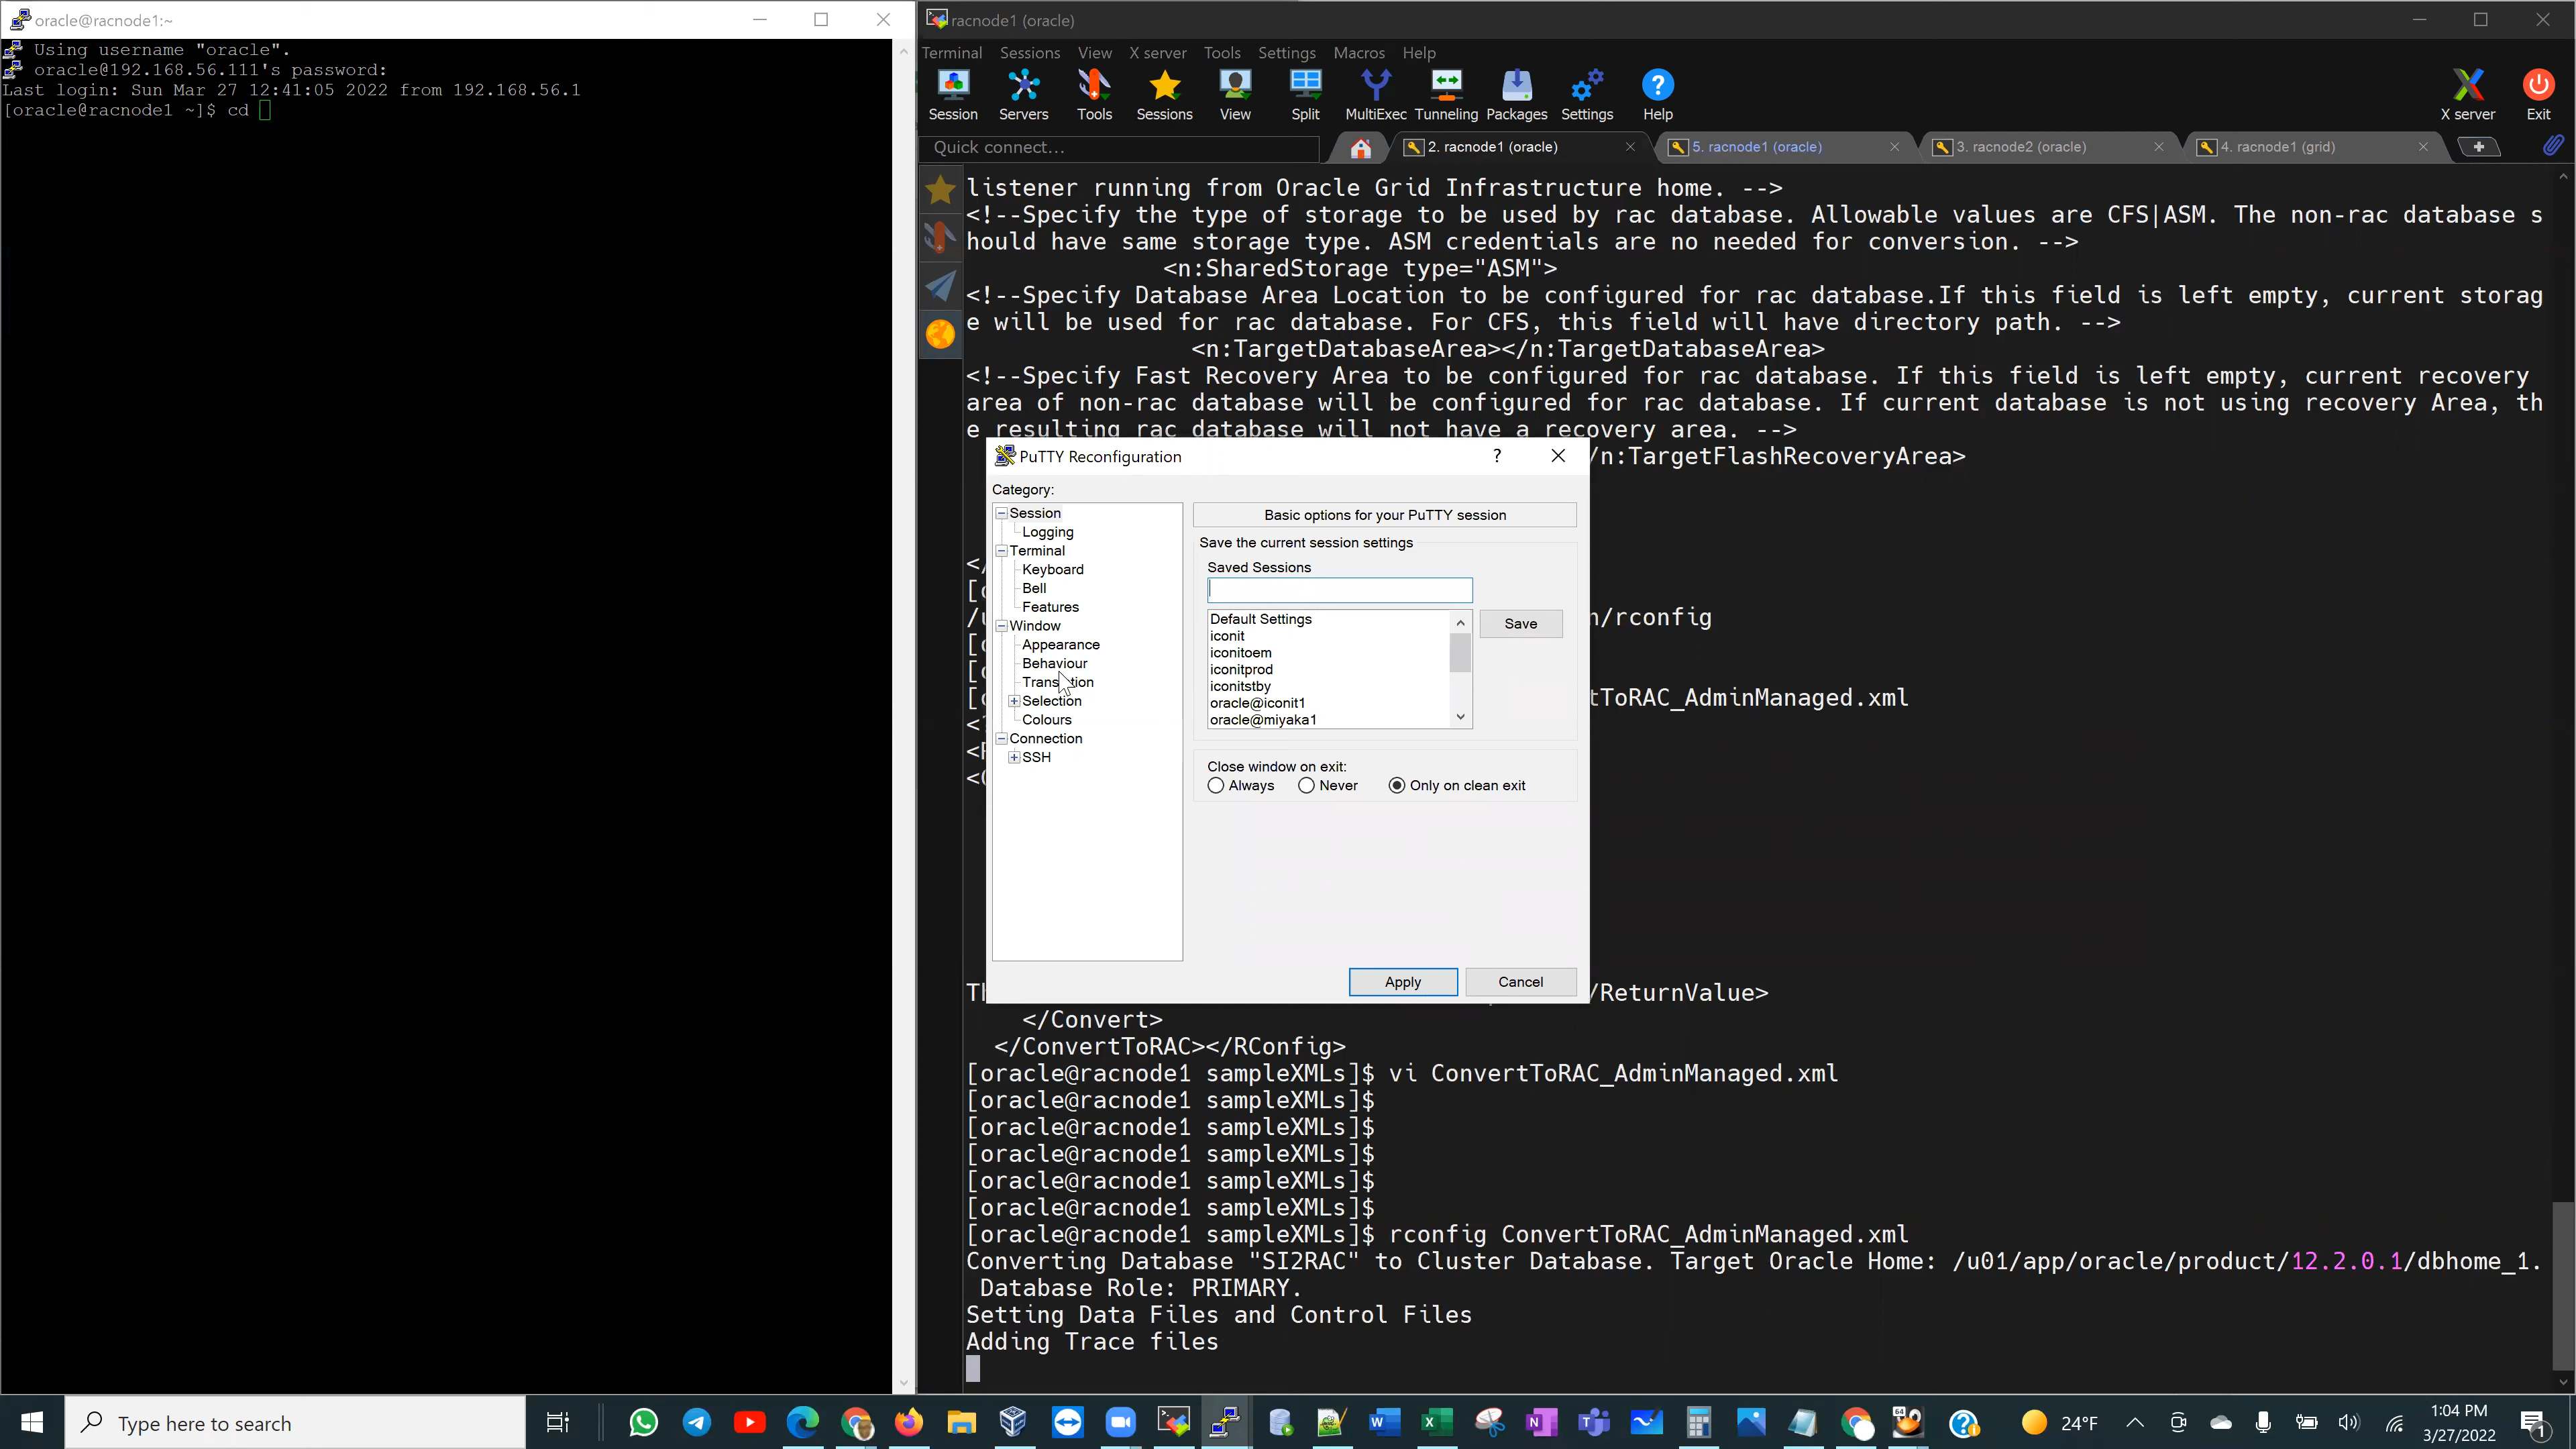 oracle@racnode1:~
Using username "oracle".
oracle@192.168.56.111's password:
Last login: Sun Mar 27 12:41:05 2022 from 192.168.56.1
[oracle@racnode1 ~]$ cd
racnode1 (oracle)
Terminal Sessions View X server Tools Settings Macros Help
Session Servers Tools Sessions View Split MultiExec Tunneling Packages Settings Help X server Exit
Quick connect...
2. racnode1 (oracle)
5. racnode1 (oracle)
3. racnode2 (oracle)
4. racnode1 (grid)
listener running from Oracle Grid Infrastructure home. -->
<!--Specify the type of storage to be used by rac database. Allowable values are CFS|ASM. The non-rac database s
hould have same storage type. ASM credentials are no needed for conversion. -->
<n:SharedStorage type="ASM">
<!--Specify Database Area Location to be configured for rac database.If this field is left empty, current storag
e will be used for rac database. For CFS, this field will have directory path. -->
<n:TargetDatabaseArea></n:TargetDatabaseArea>
<!--Specify Fast Recovery Area to be configured for rac database. If this field is left empty, current recovery
area of non-rac database will be configured for rac database. If current database is not using recovery Area, th
e resulting rac database will not have a recovery area. -->
/n:TargetFlashRecoveryArea>
n/rconfig
tToRAC_AdminManaged.xml
PuTTY Reconfiguration
?
Category:
Session
Logging
Terminal
Keyboard
Bell
Features
Window
Appearance
Behaviour
Selection
Colours
Connection
SSH
Basic options for your PuTTY session
Save the current session settings
Saved Sessions
Default Settings
iconit
iconitoem
iconitprod
iconitstby
oracle@iconit1
oracle@miyaka1
Save
Close window on exit:
Always Never Only on clean exit
Apply
Cancel
/ReturnValue>
</Convert>
</ConvertToRAC></RConfig>
[oracle@racnode1 sampleXMLs]$ vi ConvertToRAC_AdminManaged.xml
[oracle@racnode1 sampleXMLs]$
[oracle@racnode1 sampleXMLs]$
[oracle@racnode1 sampleXMLs]$
[oracle@racnode1 sampleXMLs]$
[oracle@racnode1 sampleXMLs]$
[oracle@racnode1 sampleXMLs]$ rconfig ConvertToRAC_AdminManaged.xml
Converting Database "SI2RAC" to Cluster Database. Target Oracle Home: /u01/app/oracle/product/12.2.0.1/dbhome_1.
Database Role: PRIMARY.
Setting Data Files and Control Files
Adding Trace files
Type here to search
24°F
1:04 PM
3/27/2022
1